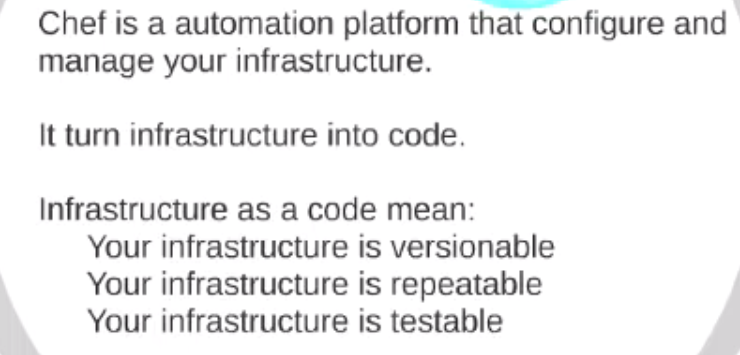 Chef is a automation platform that configure and
manage your infrastructure.
It turn infrastructure into code.
Infrastructure as a code mean:
Your infrastructure is versionable
Your infrastructure is repeatable
Your infrastructure is testable